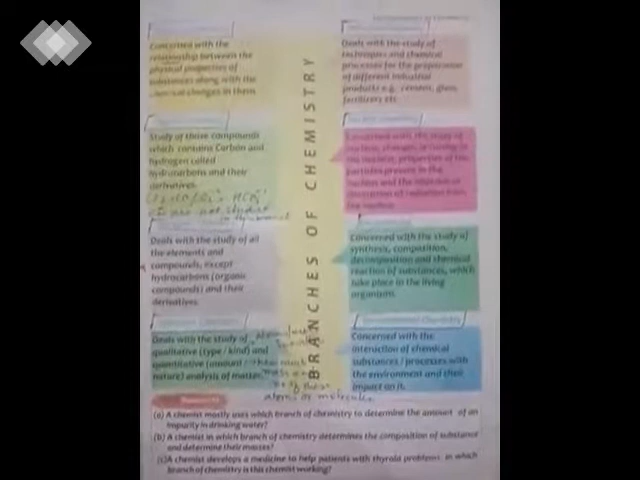 Concerned with the
relationship between the
physical properties of
substances along with the
chemical changes in them
Study of those compounds
which contains Carbon and
hydrogen called
hydrocarbons and their
derivatives.
are not
Deals with the study of all
the elements and
compounds, except
hydrocarbons (organic
compounds) and their
derivatives.
Deals with the study of
qualitative (type / kind) and
quantitative (amount /
nature) analysis of matter.
atoms or molecules
BRANCHES OF CHEMISTRY
Deals with the study of
techniques and chemical
processes for the preparation
of different industrial
products e.g. cement, glass,
fertilizers etc
Concerned with the study of
nucleus, changes occurring in
the nucleus, properties of the
particles present in the
nucleus and the emission or
absorption of radiation from
the nucleus.
Concerned with the study of
synthesis, composition,
decomposition and chemical
reaction of substances, which
take place in the living
organisms.
Environmental Chemistry
Concerned with the
interaction of chemical
substances / processes with
the environment and their
impact on it.
(a) A chemist mostly uses which branch of chemistry to determine the amount of an
impurity in drinking water?
(b) A chemist in which branch of chemistry determines the composition of substance
and determine their masses?
(c) A chemist develops a medicine to help patients with thyroid problems in which
branch of chemistry is this chemist working?